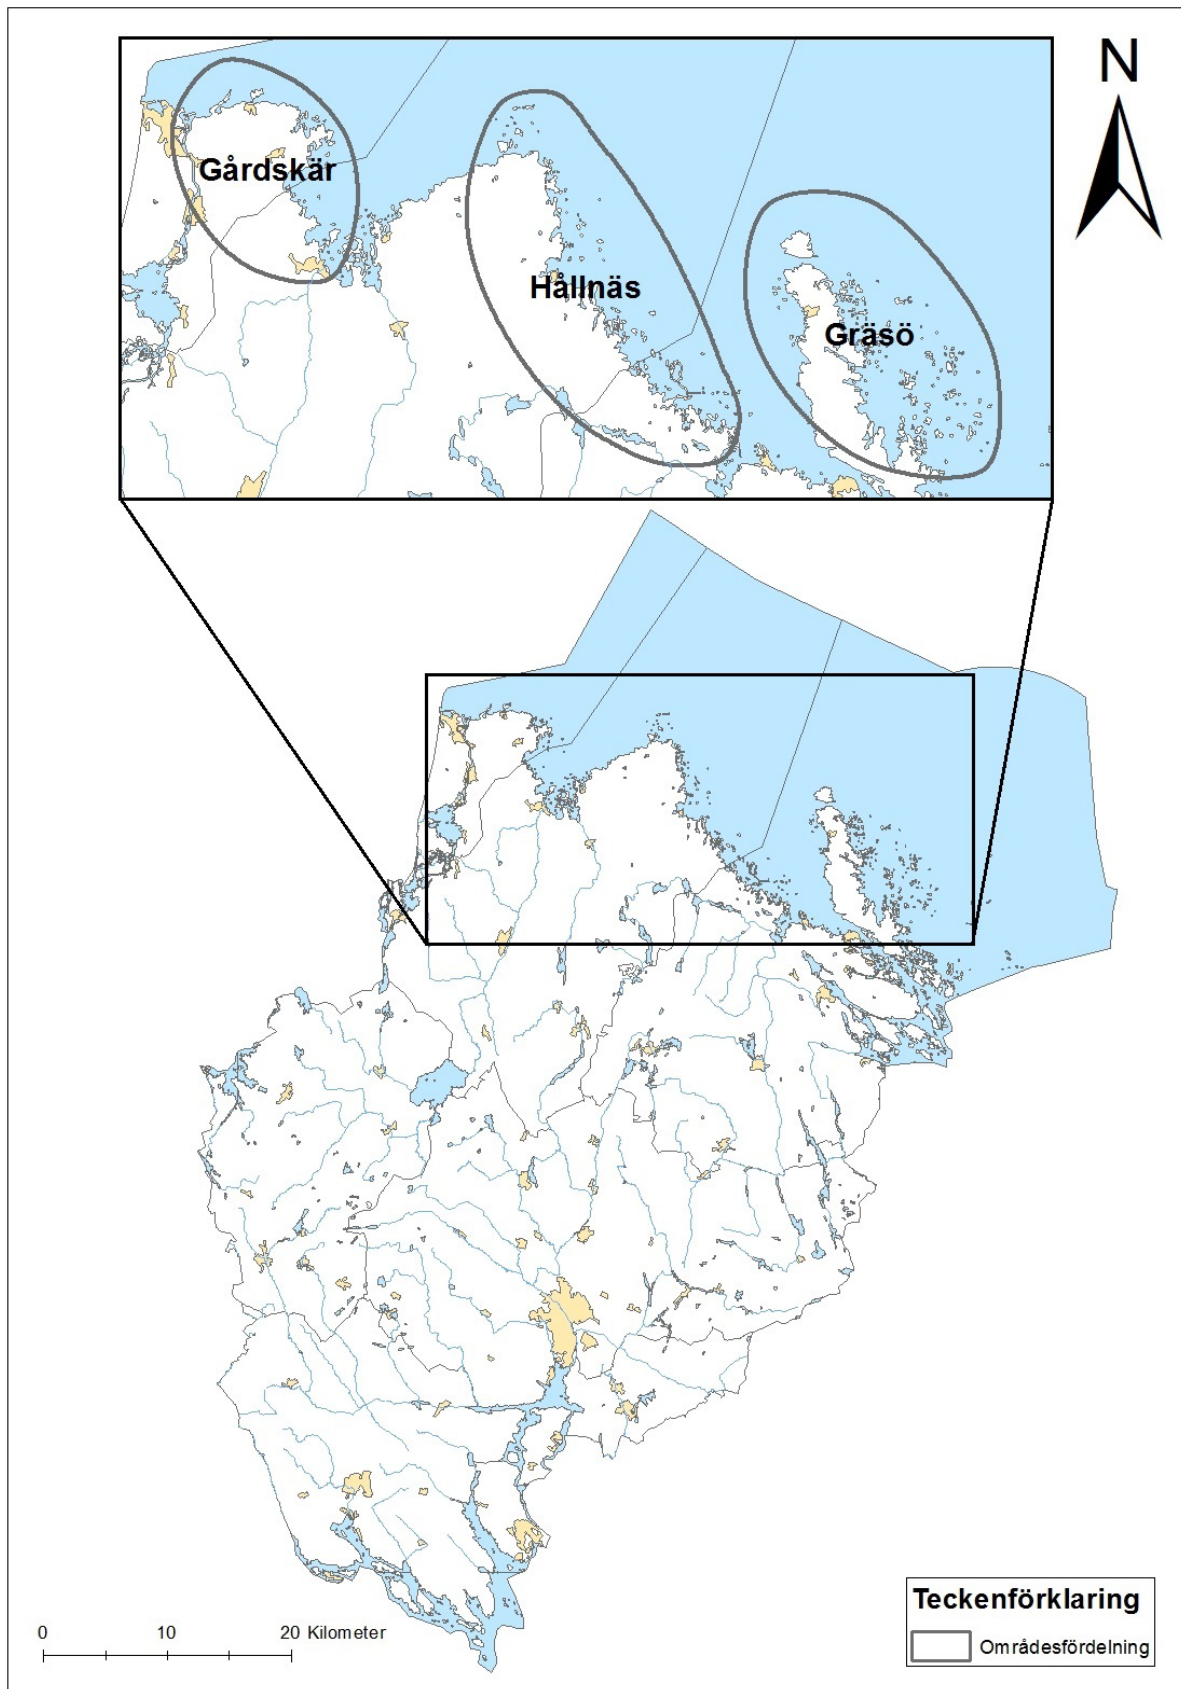 N
Gårdskär
Hållnäs
Gräsö
0 10 20 Kilometer
Teckenförklaring
Områdesfördelning